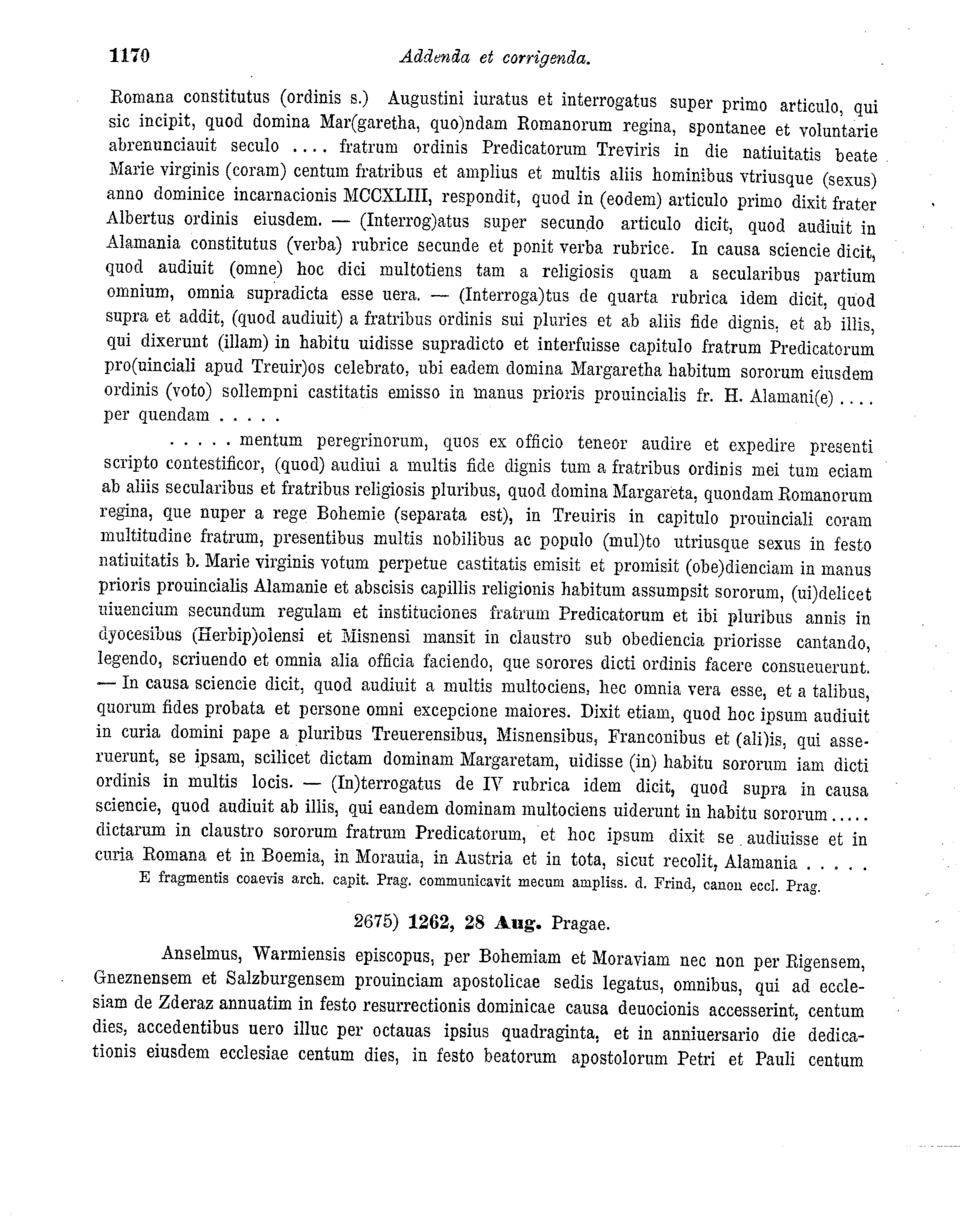 1170 Addenda et corrigenda.
Romana constitutus (ordinis s.) Augustini iuratus et interrogatus super primo articulo, qui
sic incipit, quod domina Mar(garetha, quo)ndam Romanorum regina, spontanee et voluntarie
abrenunciauit seculo .... fratrum ordinis Predicatorum Treviris in die natiuitatis beate
Marie virginis (coram) centum fratribus et amplius et multis aliis hominibus vtriusque (sexus)
anno dominice incarnacionis MCCXLIII, respondit, quod in (eodem) articulo primo dixit frater
Albertus ordinis eiusdem. — (Interrog)atus super secundo articulo dicit, quod audiuit in
Alamania constitutus (verba) rubrice secunde et ponit verba rubrice. In causa sciencie dicit,
quod audiuit (omne) hoc dici multotiens tam a religiosis quam a secularibus partium
omnium, omnia supradicta esse uera. — (Interroga)tus de quarta rubrica idem dicit, quod
supra et addit, (quod audiuit) a fratribus ordinis sui pluries et ab aliis fide dignis, et ab illis,
qui dixerunt (illam) in habitu uidisse supradicto et interfuisse capitulo fratrum Predicatorum
pro(uinciali apud Treuir)os celebrato, ubi eadem domina Margaretha habitum sororum eiusdem
ordinis (voto) sollempni castitatis emisso in manus prioris prouincialis fr. H. Alamani(e) ....
per quendam .....
..... mentum peregrinorum, quos ex officio teneor audire et expedire presenti
scripto contestificor, (quod) audiui a multis fide dignis tum a fratribus ordinis mei tum eciam
ab aliis secularibus et fratribus religiosis pluribus, quod domina Margareta, quondam Romanorum
regina, que nuper a rege Bohemie (separata est), in Treuiris in capitulo prouinciali coram
multitudine fratrum, presentibus multis nobilibus ac populo (mul)to utriusque sexus in festo
natiuitatis b. Marie virginis votum perpetue castitatis emisit et promisit (obe)dienciam in manus
prioris prouincialis Alamanie et abscisis capillis religionis habitum assumpsit sororum, (ui)delicet
uiuencium secundum regulam et instituciones fratrum Predicatorum et ibi pluribus annis in
dyocesibus (Herbip)olensi et Misnensi mansit in claustro sub obediencia priorisse cantando,
legendo, scriuendo et omnia alia officia faciendo, que sorores dicti ordinis facere consueuerunt.
— In causa sciencie dicit, quod audiuit a multis multociens, hec omnia vera esse, et a talibus,
quorum fides probata et persone omni excepcione maiores. Dixit etiam, quod hoc ipsum audiuit
in curia domini pape a pluribus Treuerensibus, Misnensibus, Franconibus et (ali)is, qui asse-
ruerunt, se ipsam, scilicet dictam dominam Margaretam, uidisse (in) habitu sororum iam dicti
ordinis in multis locis. — (In)terrogatus de IV rubrica idem dicit, quod supra in causa
sciencie, quod audiuit ab illis, qui eandem dominam multociens uiderunt in habitu sororum .....
dictarum in claustro sororum fratrum Predicatorum, et hoc ipsum dixit se audiuisse et in
curia Romana et in Boemia, in Morauia, in Austria et in tota, sicut recolit, Alamania .....
E fragmentis coaevis arch. capit. Prag. communicavit mecum ampliss. d. Frind, canon eccl. Prag.
2675) 1262, 28 Aug. Pragae.
Anselmus, Warmiensis episcopus, per Bohemiam et Moraviam nec non per Rigensem,
Gneznensem et Salzburgensem prouinciam apostolicae sedis legatus, omnibus, qui ad eccle-
siam de Zderaz annuatim in festo resurrectionis dominicae causa deuocionis accesserint, centum
dies, accedentibus uero illuc per octauas ipsius quadraginta, et in anniuersario die dedica-
tionis eiusdem ecclesiae centum dies, in festo beatorum apostolorum Petri et Pauli centum